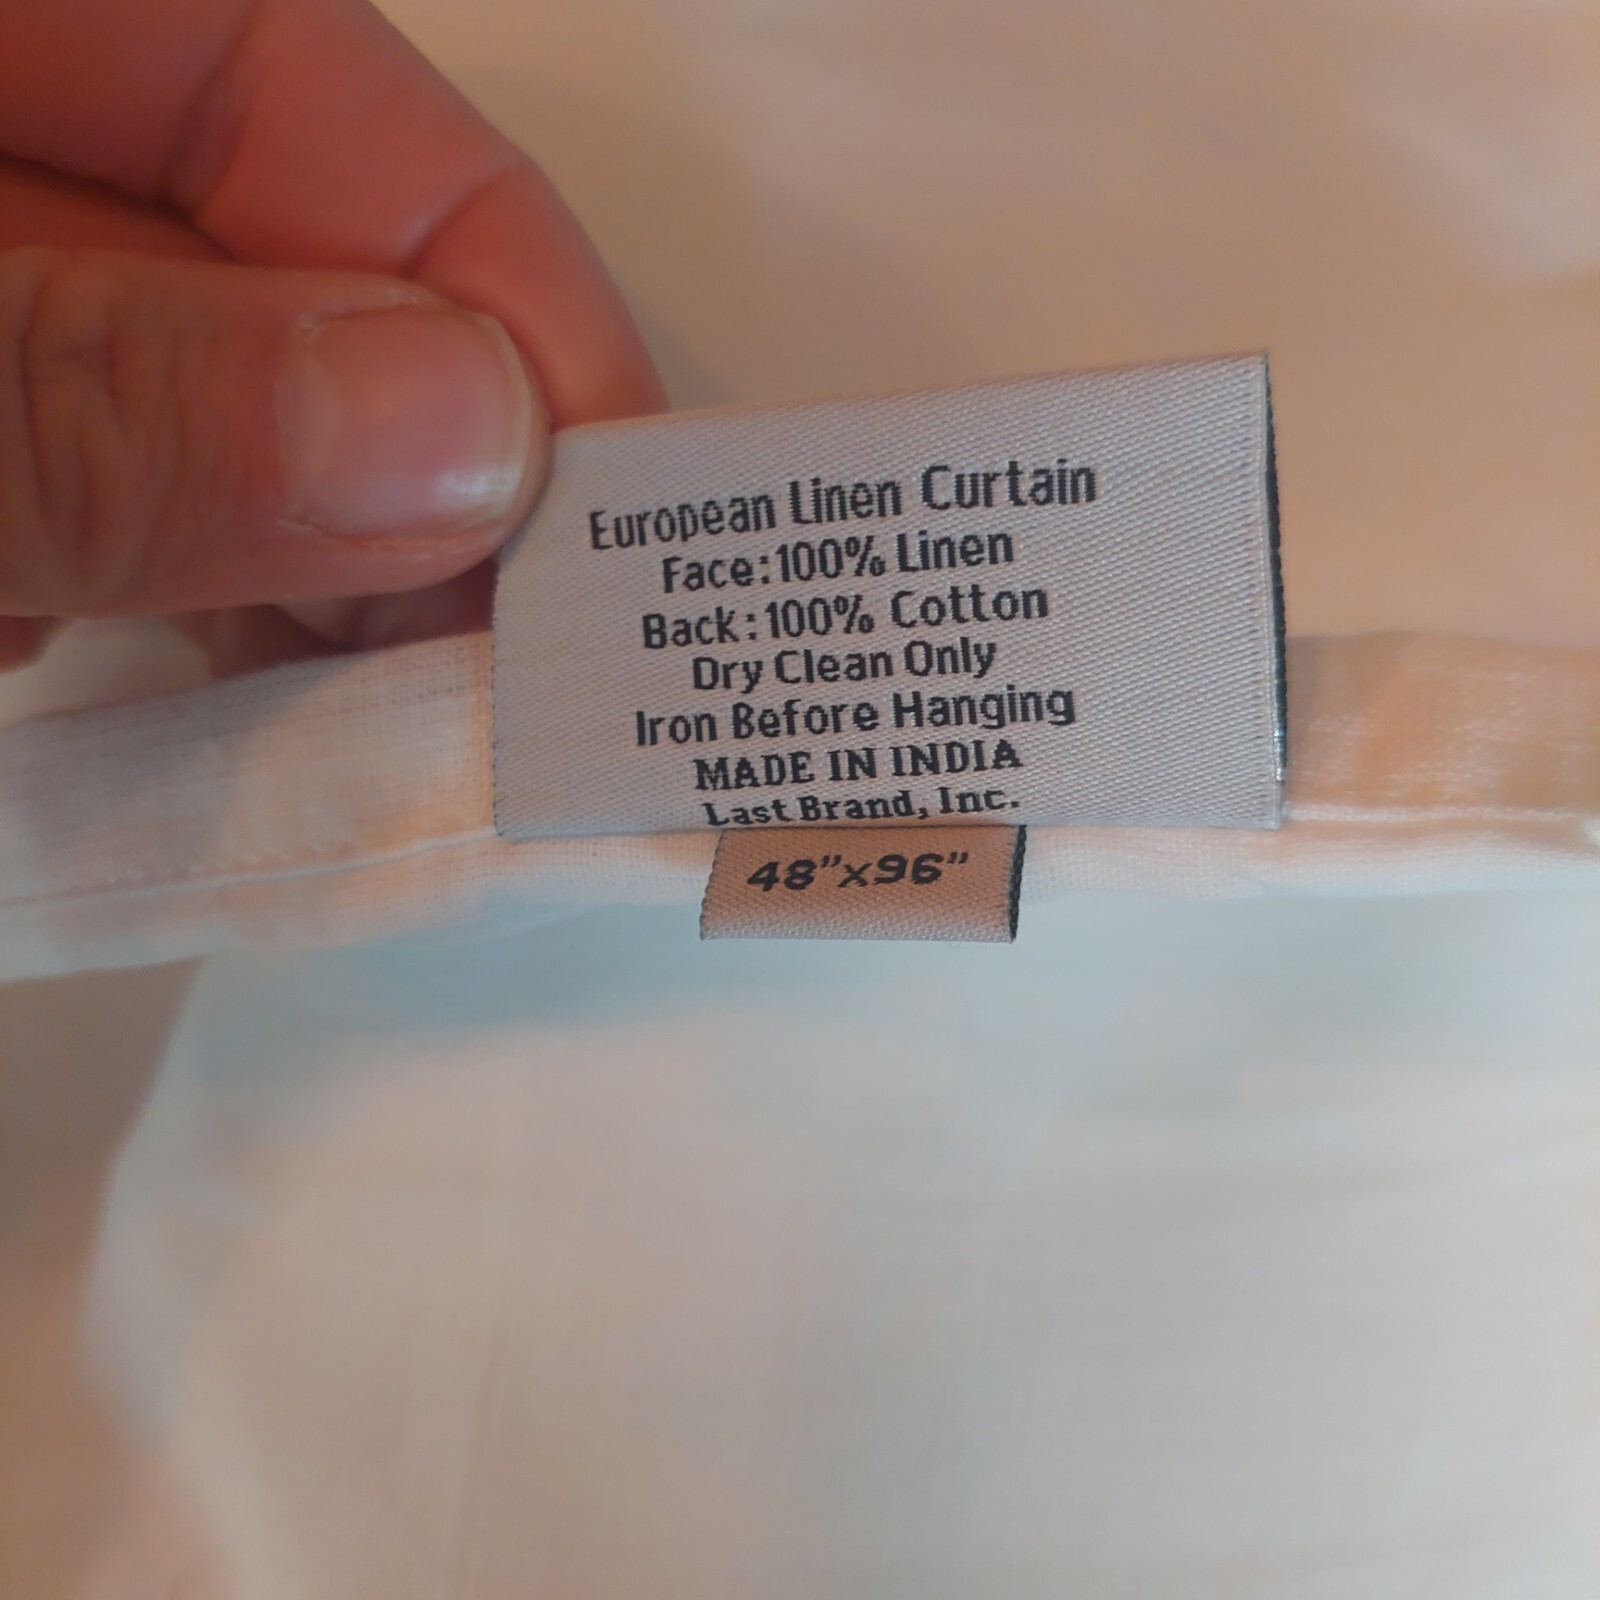 European Linen Curtain
Face:100% Linen
Back:100% Cotton
Dry Clean Only
Iron Before Hanging
MADE IN INDIA
Last Brand, Inc.
48"x96"